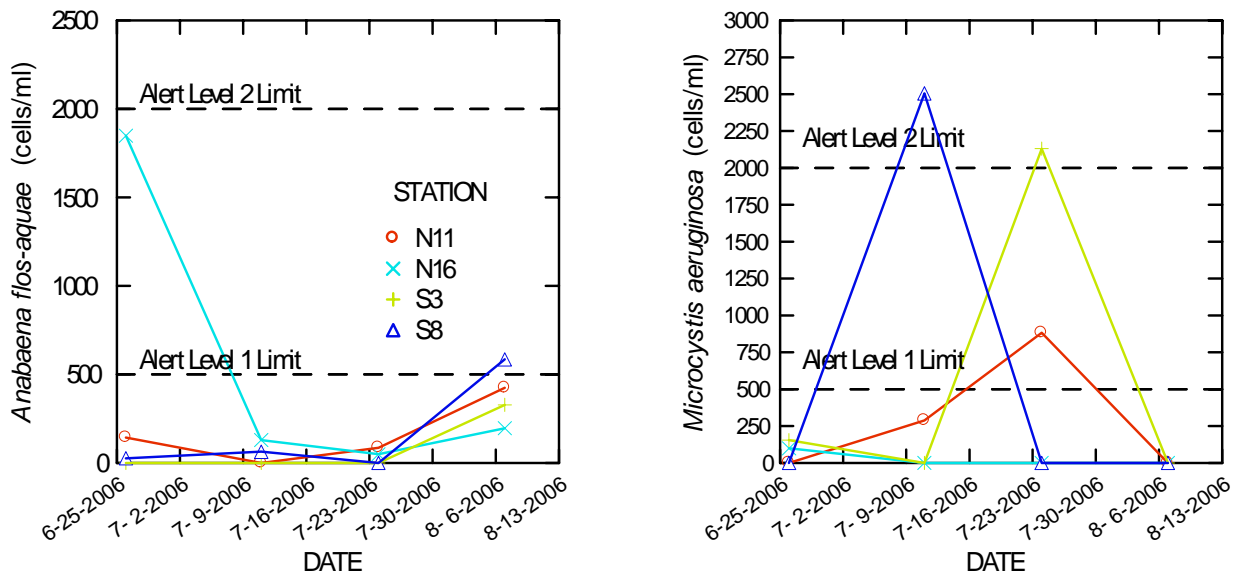 Anabaena flos-aquae (cells/ml)
2500
2000
1500
1000
500
0
Alert Level 2 Limit
Alert Level 1 Limit
STATION
N11
N16
S3
S8
6-25-2006
7- 2-2006
7- 9-2006
7-16-2006
7-23-2006
7-30-2006
8- 6-2006
8-13-2006
DATE
Microcystis aeruginosa (cells/ml)
3000
2750
2500
2250
2000
1750
1500
1250
1000
750
500
250
0
Alert Level 2 Limit
Alert Level 1 Limit
6-25-2006
7- 2-2006
7- 9-2006
7-16-2006
7-23-2006
7-30-2006
8- 6-2006
8-13-2006
DATE